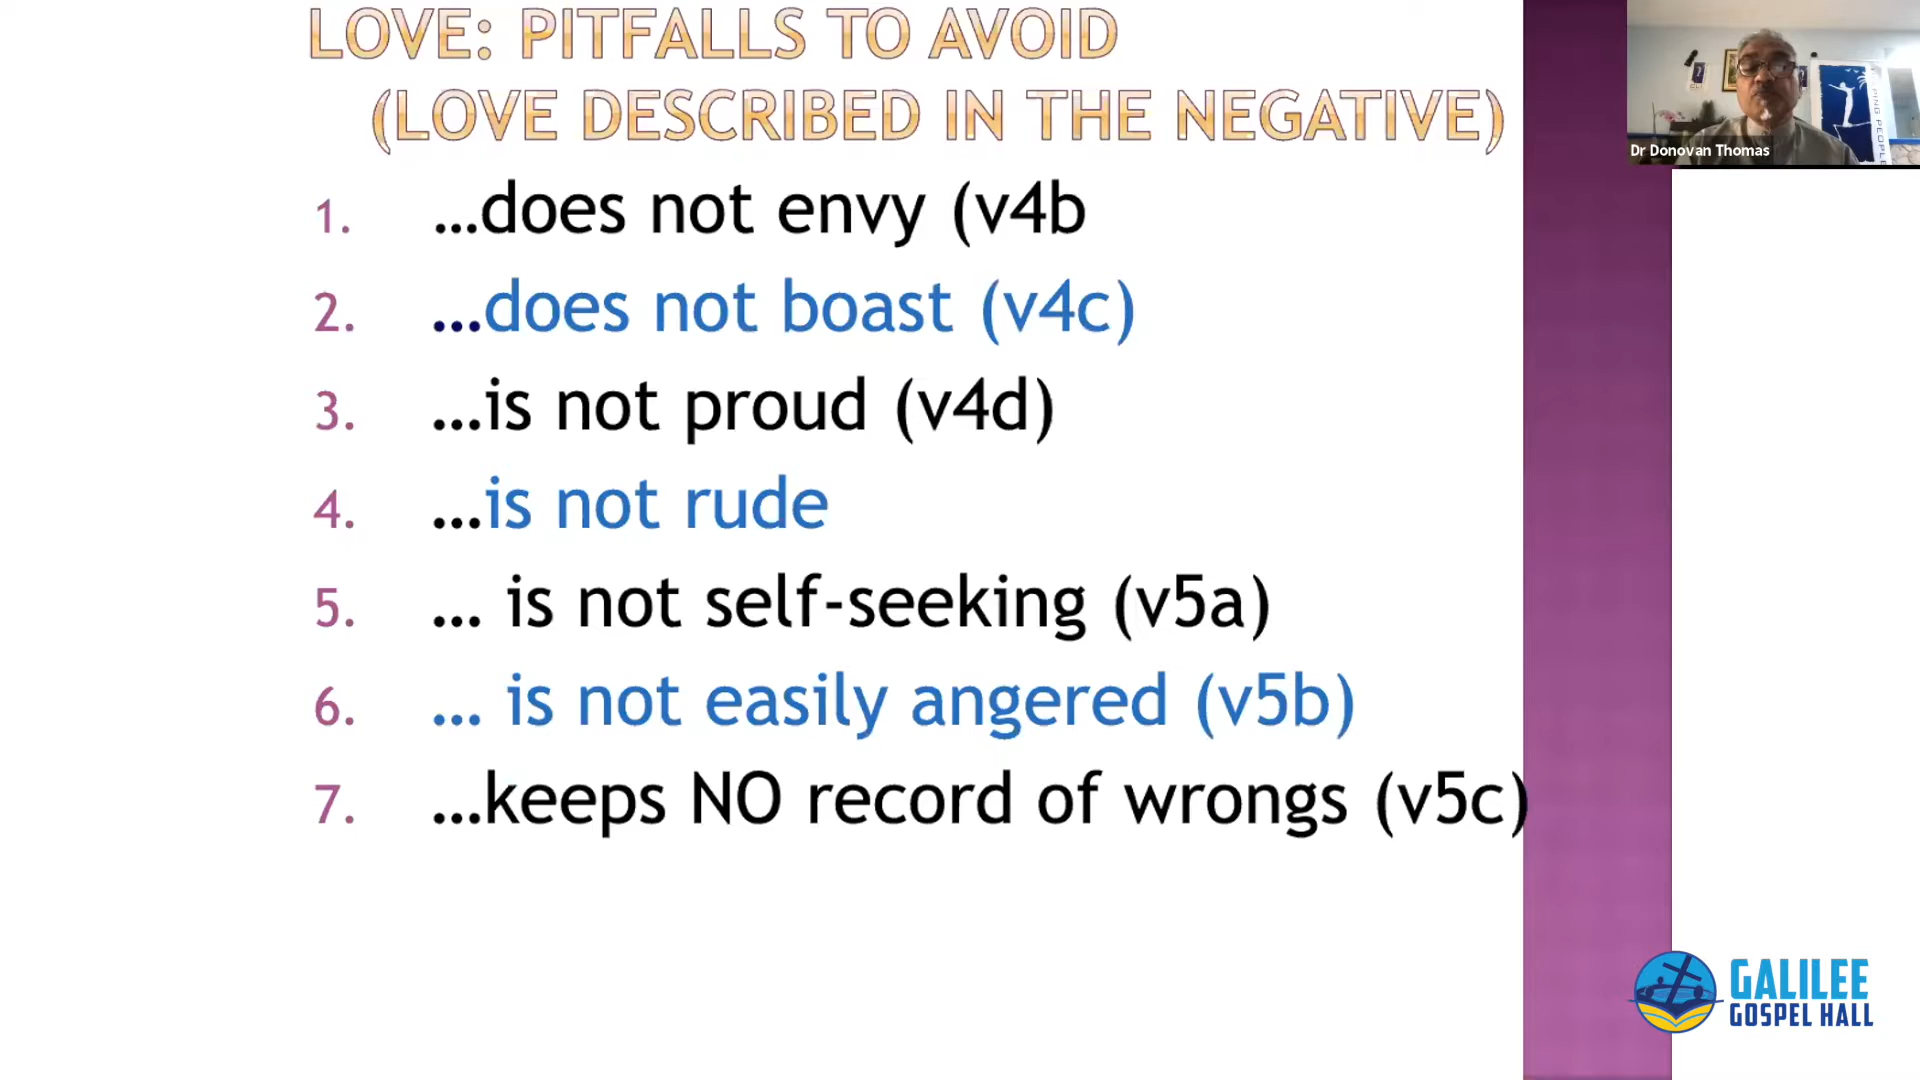 LOVE: PITFALLS TO AVOID
(LOVE DESCRIBED IN THE NEGATIVE)
1. …does not envy (v4b
2. …does not boast (v4c)
3. …is not proud (v4d)
4. …is not rude
5. … is not self-seeking (v5a)
6. … is not easily angered (v5b)
7. …keeps NO record of wrongs (v5c)
Dr Donovan Thomas
PING PEOPLE
GALILEE
GOSPEL HALL